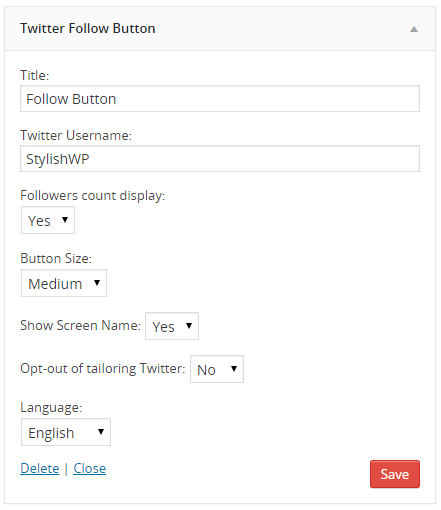 Twitter Follow Button
Title:
Follow Button
Twitter Username:
StylishWP
Followers count display:
Yes
Button Size:
Medium
Show Screen Name: Yes
Opt-out of tailoring Twitter: No
Language:
English
Delete | Close Save